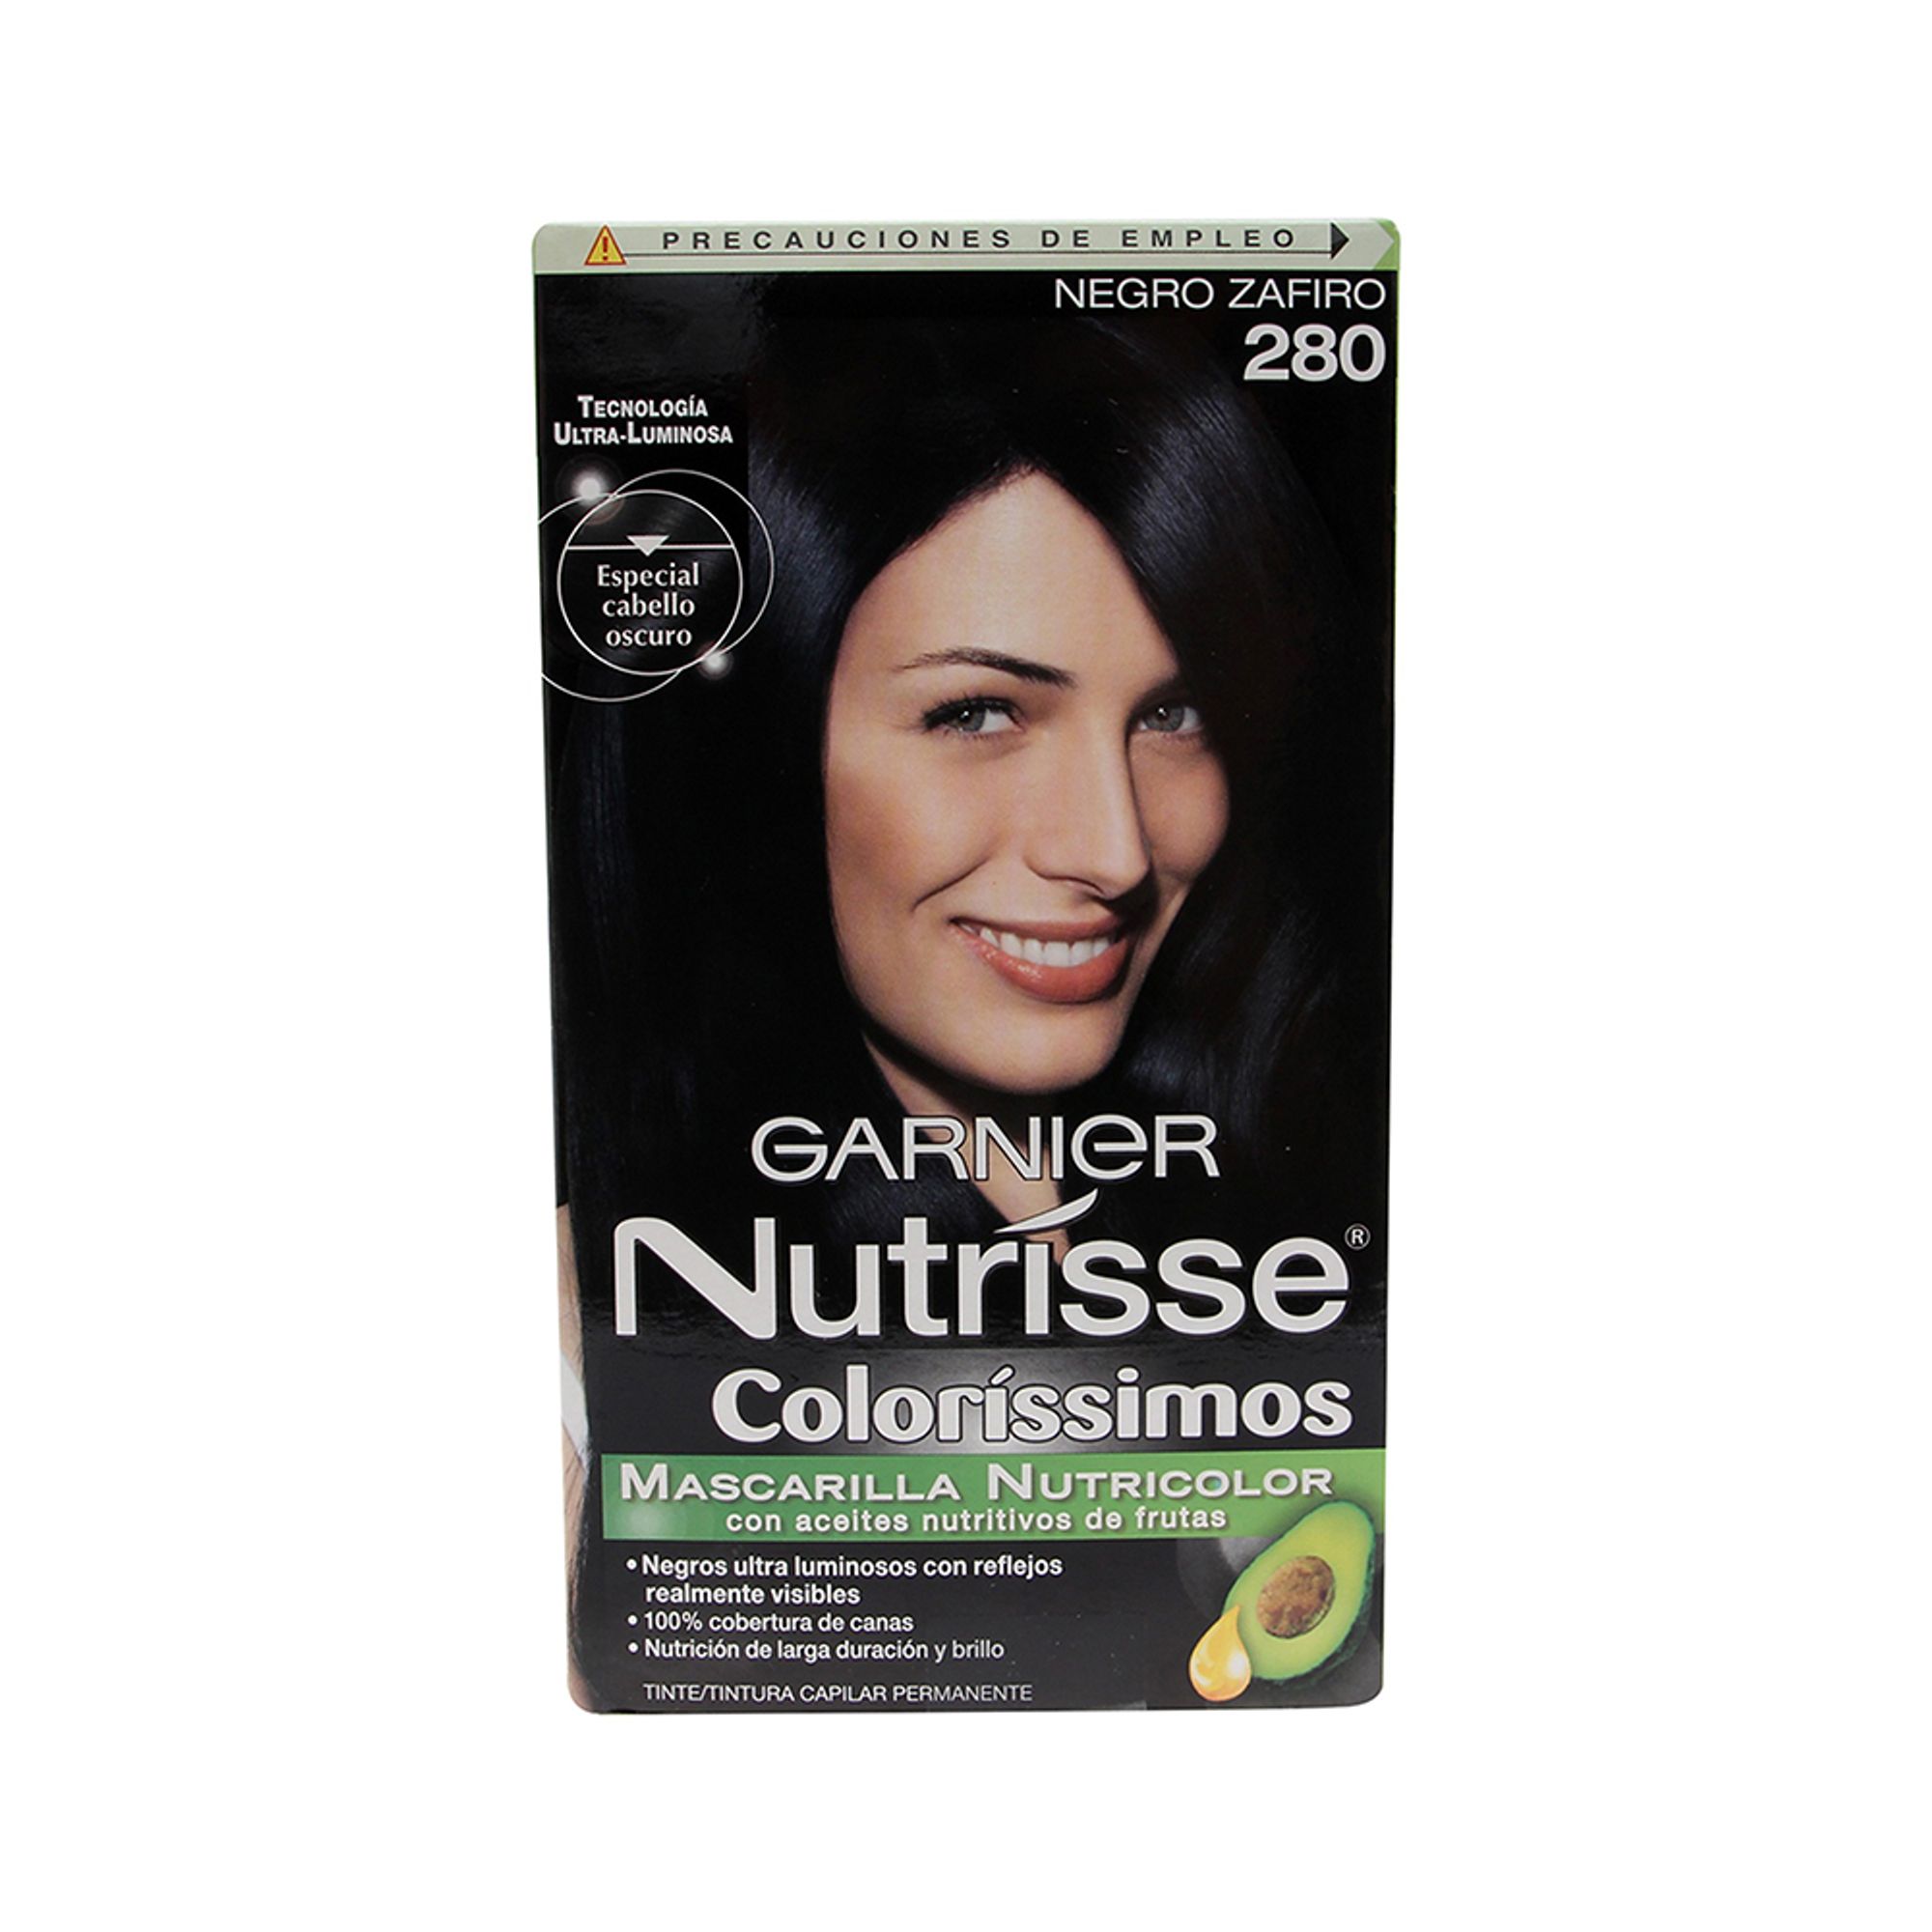 PRECAUCIONES DE EMPLEO
NEGRO ZAFIRO
280
TECNOLOGÍA
ULTRA-LUMINOSA
Especial
cabello
oscuro
GARNIER
Nutrisse®
Coloríssimos
MASCARILLA NUTRICOLOR
con aceites nutritivos de frutas
• Negros ultra luminosos con reflejos
realmente visibles
• 100% cobertura de canas
• Nutrición de larga duración y brillo
TINTE/TINTURA CAPILAR PERMANENTE